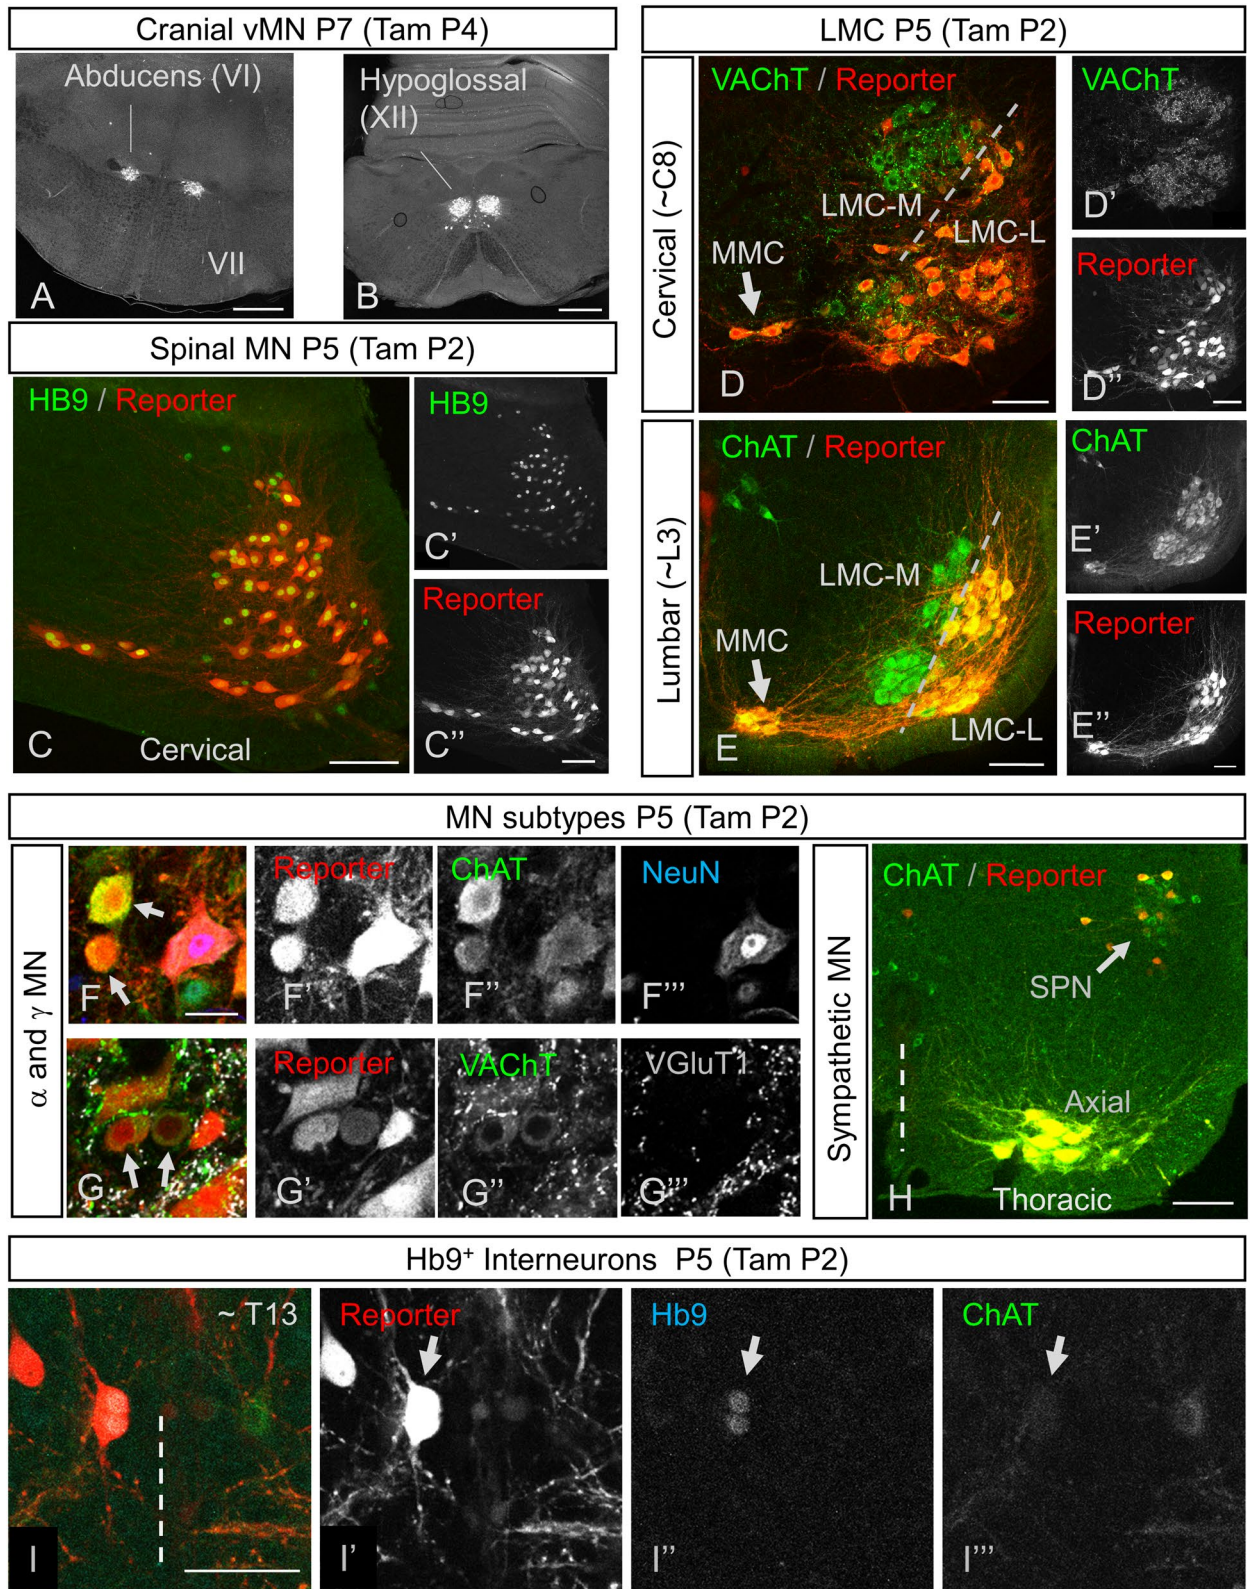 Cranial vMN P7 (Tam P4)
Abducens (VI)
VII
A
Hypoglossal
(XII)
B
Spinal MN P5 (Tam P2)
HB9 / Reporter
C
Cervical
HB9
C’
Reporter
C’’
LMC P5 (Tam P2)
Cervical (~C8)
VAChT / Reporter
LMC-M
LMC-L
MMC
D
VAChT
D’
Reporter
D’’
Lumbar (~L3)
ChAT / Reporter
LMC-M
MMC
LMC-L
E
ChAT
E’
Reporter
E’’
MN subtypes P5 (Tam P2)
α and γ MN
F
Reporter
F’
ChAT
F’’
NeuN
F’’’
G
Reporter
G’
VAChT
G’’
VGluT1
G’’’
Sympathetic MN
ChAT / Reporter
SPN
Axial
H
Thoracic
Hb9⁺ Interneurons P5 (Tam P2)
~ T13
I
Reporter
I’
Hb9
I’’
ChAT
I’’’